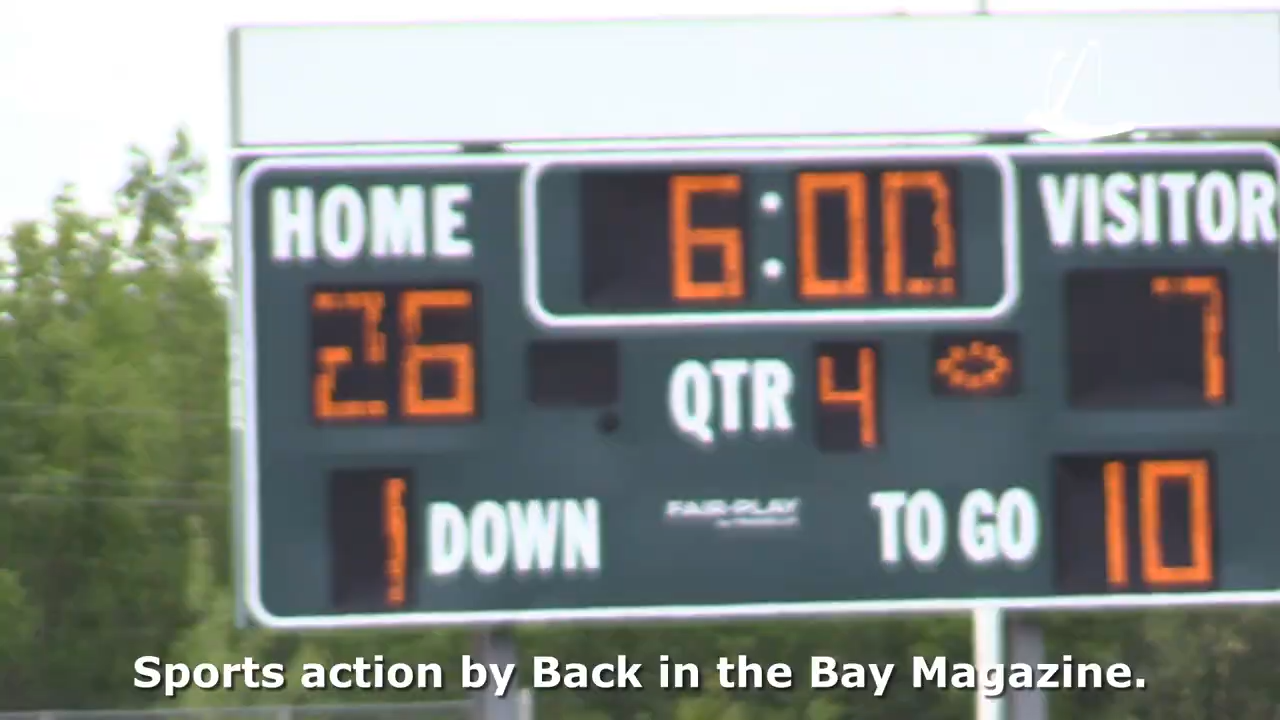 HOME
6:00
VISITOR
26
QTR 4
7
1 DOWN
FAIR-PLAY
TO GO 10
Sports action by Back in the Bay Magazine.